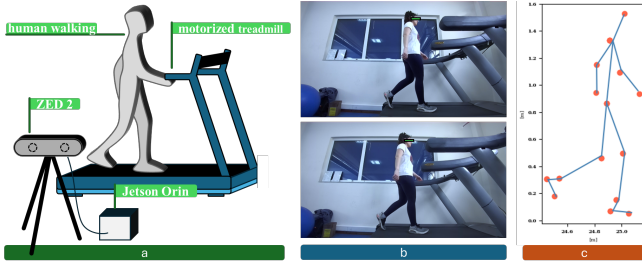 human walking
motorized treadmill
ZED 2
Jetson Orin
a
b
1.6
1.4
1.2
1.0
0.8
0.6
0.4
0.2
0.0
[m]
24.6
24.8
25.0
[m]
c